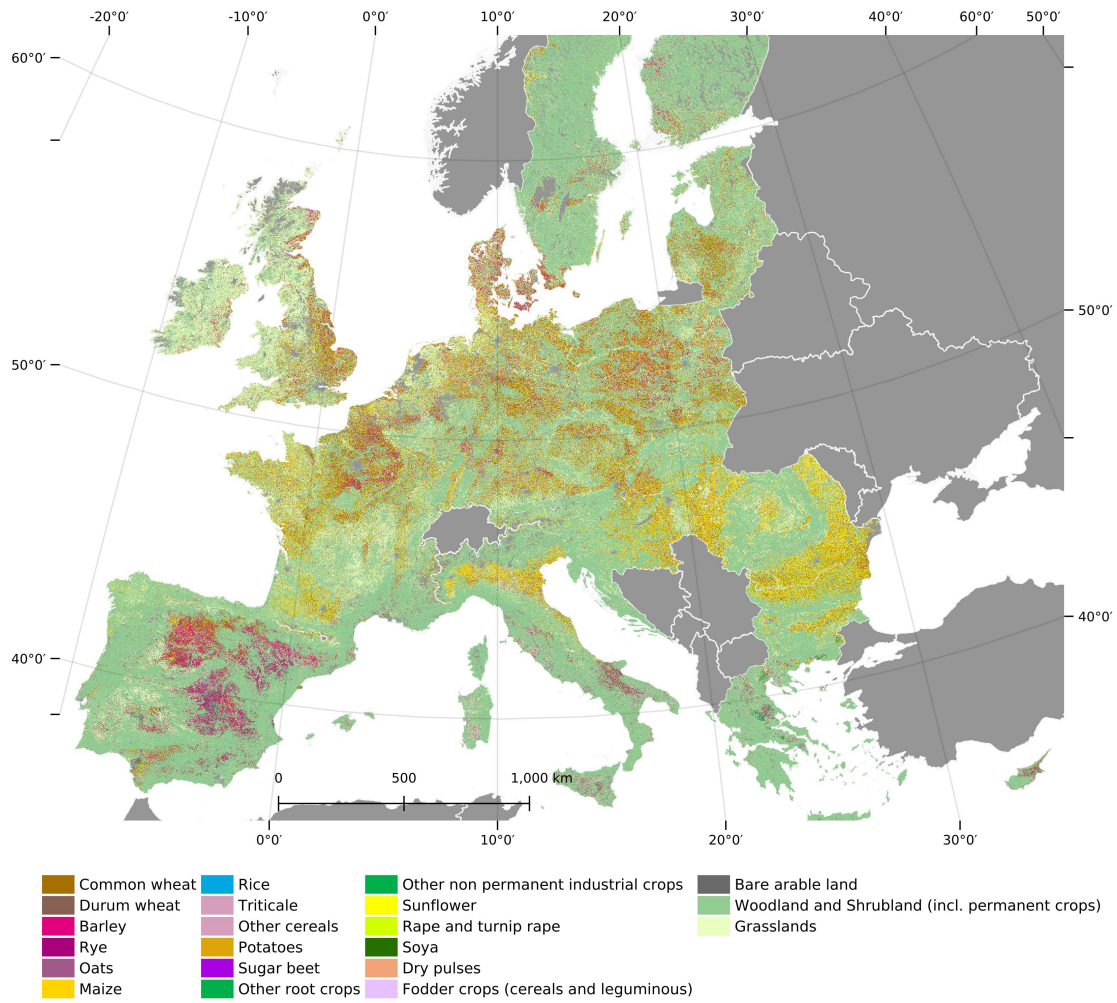 -20°0′ -10°0′ 0°0′ 10°0′ 20°0′ 30°0′ 40°0′ 60°0′ 50°0′
60°0′
50°0′
50°0′
40°0′
40°0′
0 500 1,000 km
0°0′ 10°0′ 20°0′ 30°0′
Common wheat Rice Other non permanent industrial crops Bare arable land
Durum wheat Triticale Sunflower Woodland and Shrubland (incl. permanent crops)
Barley Other cereals Rape and turnip rape Grasslands
Rye Potatoes Soya
Oats Sugar beet Dry pulses
Maize Other root crops Fodder crops (cereals and leguminous)